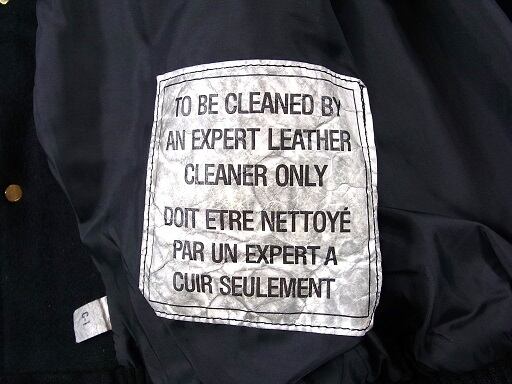 TO BE CLEANED BY
AN EXPERT LEATHER
CLEANER ONLY
DOIT ETRE NETTOYÉ
PAR UN EXPERT A
CUIR SEULEMENT